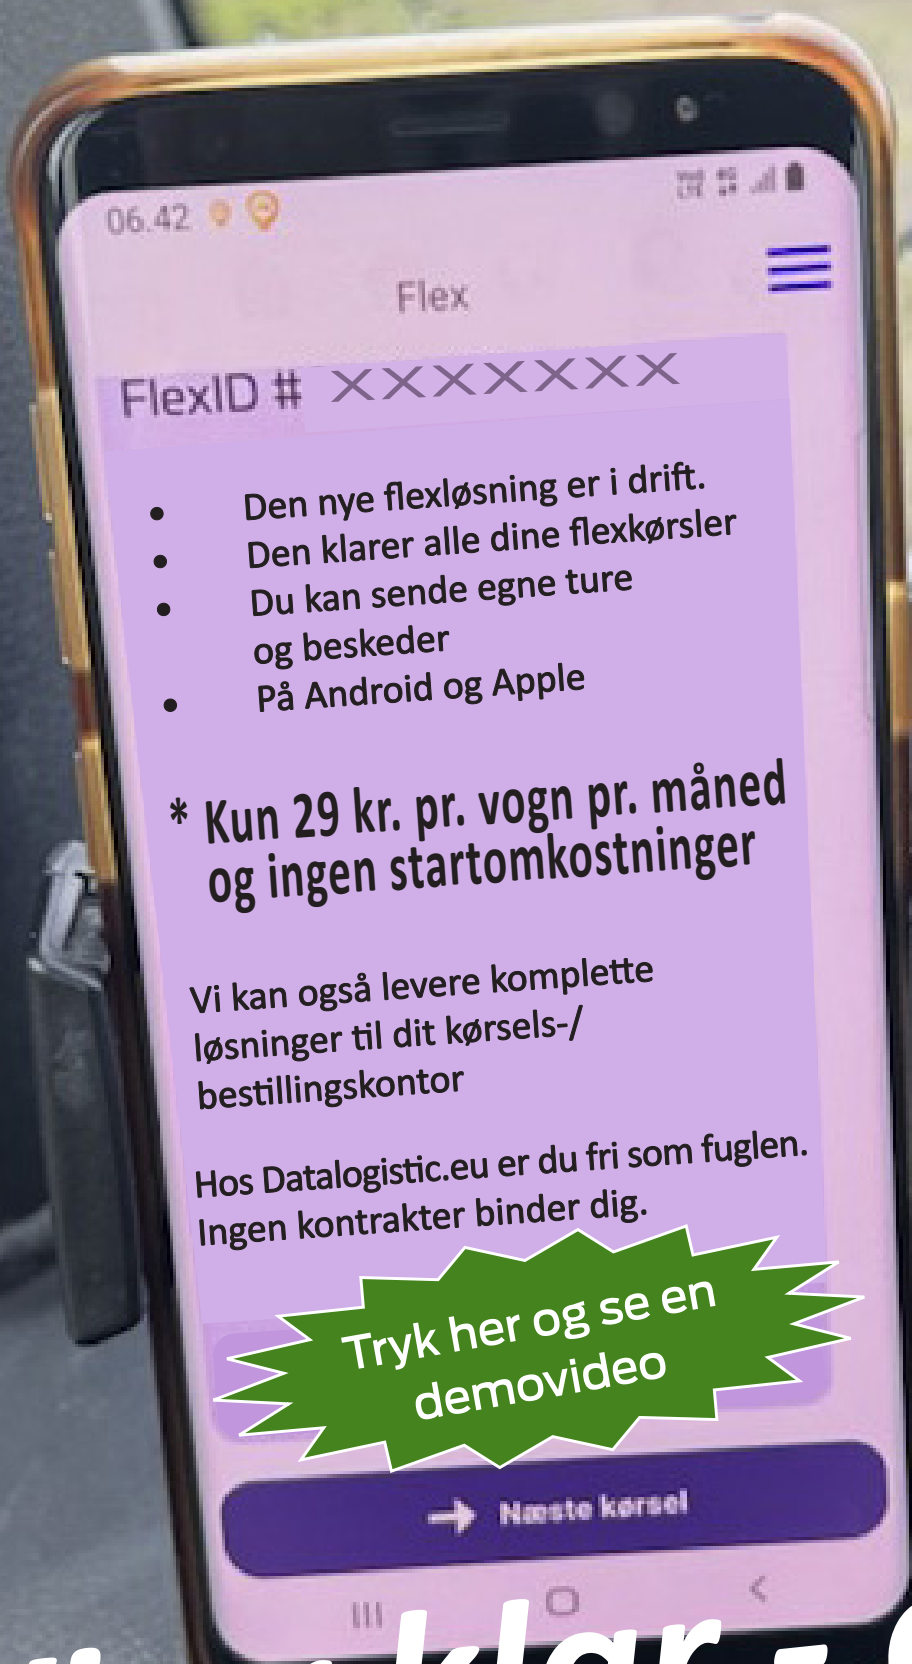 06.42
Flex
FlexID # XXXXXXX
• Den nye flexløsning er i drift.
• Den klarer alle dine flexkørsler
• Du kan sende egne ture
og beskeder
• På Android og Apple
* Kun 29 kr. pr. vogn pr. måned
og ingen startomkostninger
Vi kan også levere komplette
løsninger til dit kørsels-/
bestillingskontor
Hos Datalogistic.eu er du fri som fuglen.
Ingen kontrakter binder dig.
Tryk her og se en
demovideo
→ Næste kørsel
klar -